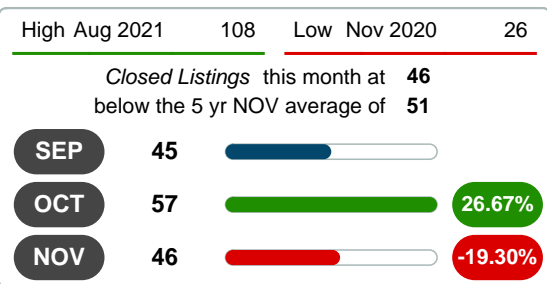 High Aug 2021 108 Low Nov 2020 26
Closed Listings this month at 46
below the 5 yr NOV average of 51
SEP 45
OCT 57 26.67%
NOV 46 -19.30%